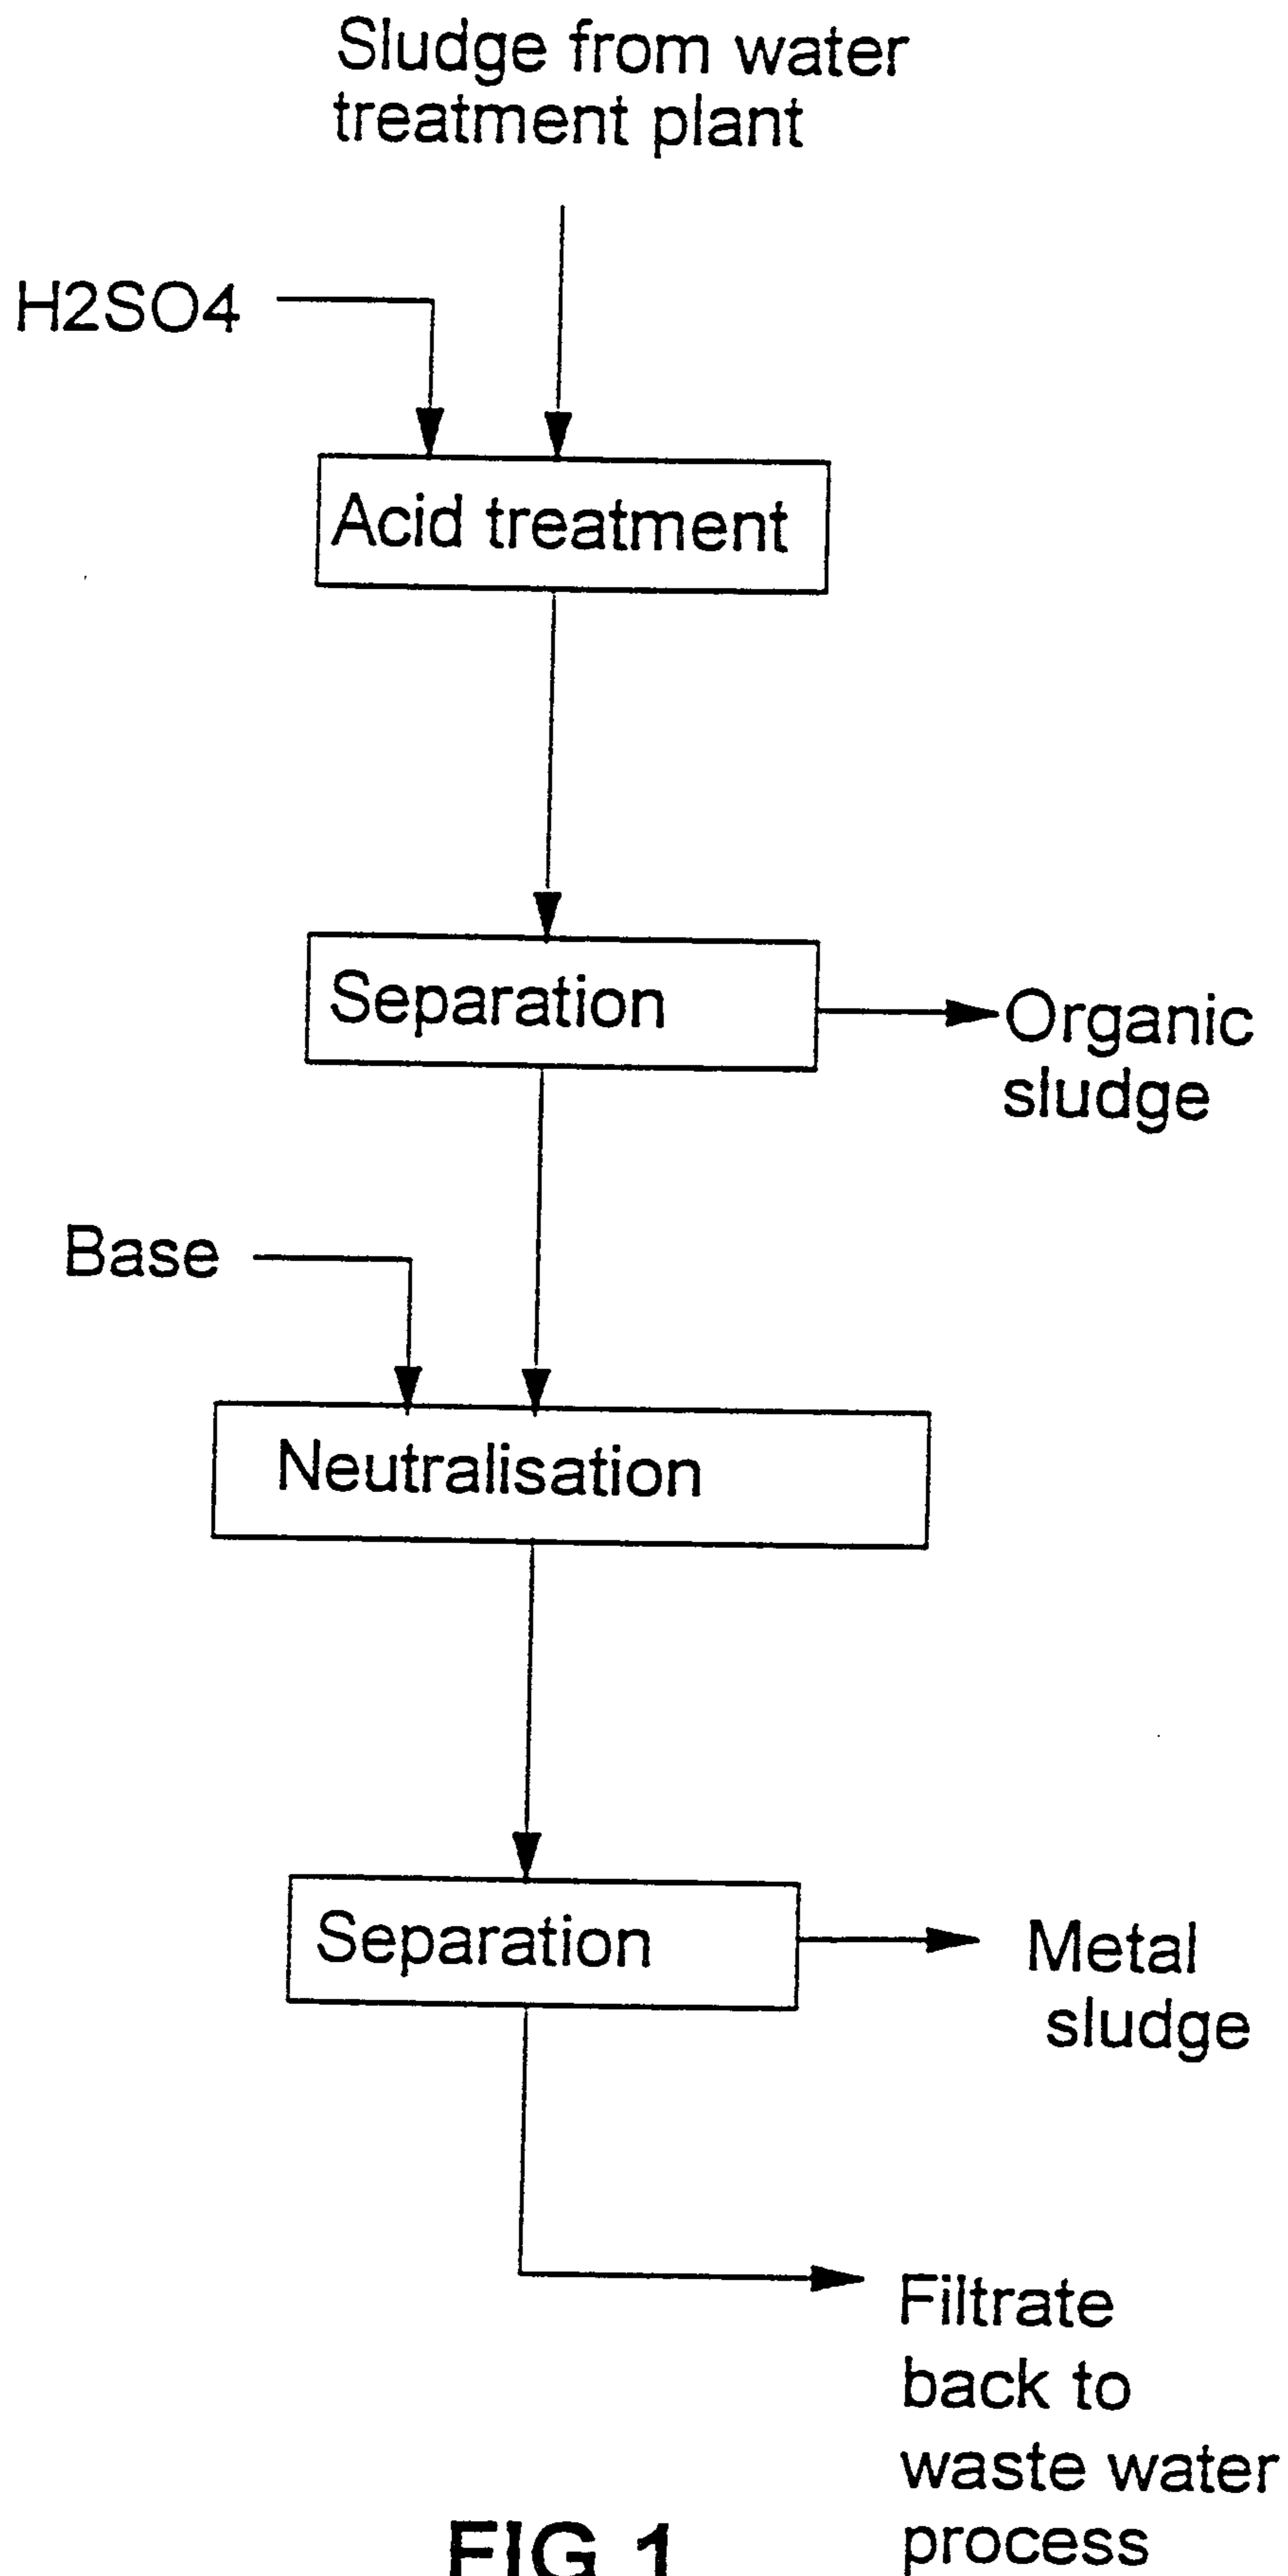 Sludge from water
treatment plant
H2SO4
Acid treatment
Separation
Organic
sludge
Base
Neutralisation
Separation
Metal
sludge
Filtrate
back to
waste water
process
FIG 1